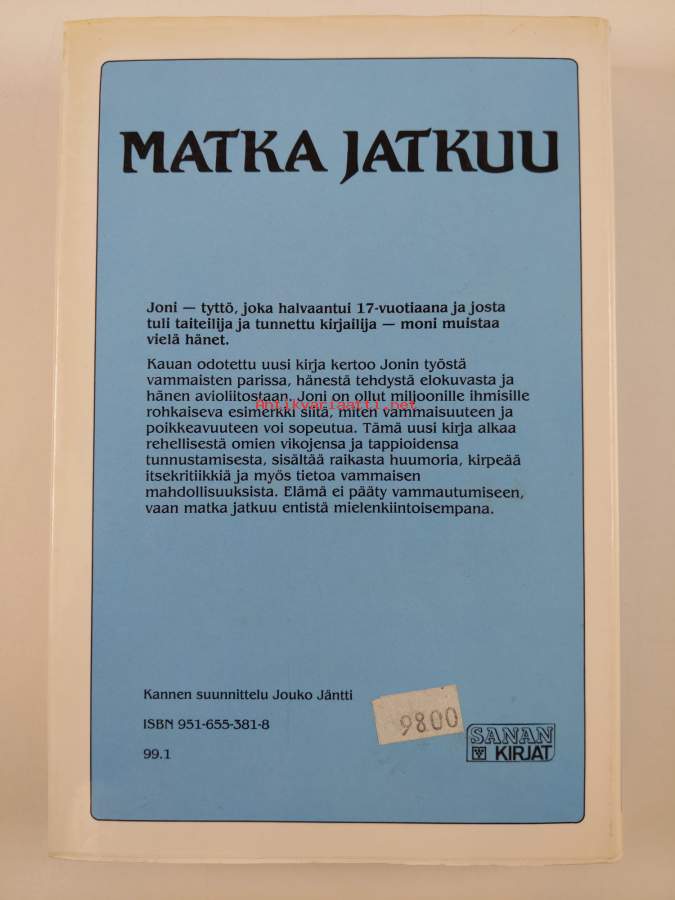 MATKA JATKUU
Joni — tyttö, joka halvaantui 17-vuotiaana ja josta
tuli taiteilija ja tunnettu kirjailija — moni muistaa
vielä hänet.
Kauan odotettu uusi kirja kertoo Jonin työstä
vammaisten parissa, hänestä tehdystä elokuvasta ja
hänen avioliitostaan. Joni on ollut miljoonille ihmisille
Antikvariaatti.net
rohkaiseva esimerkki siitä, miten vammaisuuteen ja
poikkeavuuteen voi sopeutua. Tämä uusi kirja alkaa
rehellisestä omien vikojensa ja tappioidensa
tunnustamisesta, sisältää raikasta huumoria, kirpeää
itsekritiikkiä ja myös tietoa vammaisen
mahdollisuuksista. Elämä ei pääty vammautumiseen,
vaan matka jatkuu entistä mielenkiintoisempana.
Kannen suunnittelu Jouko Jäntti
ISBN 951-655-381-8
99.1
9800
SANAN
KIRJAT